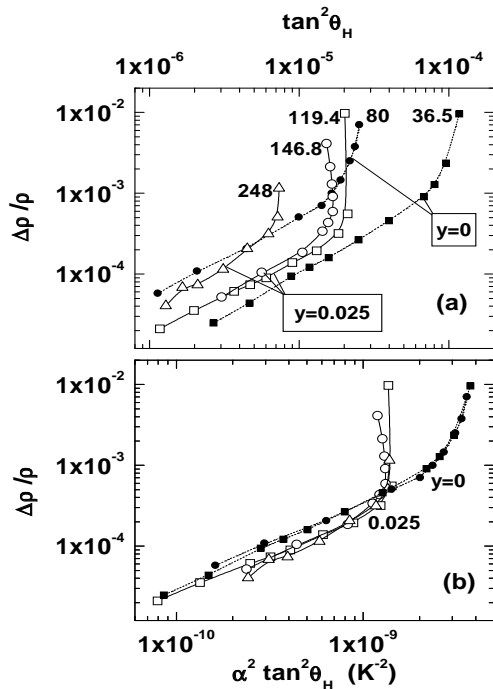 tan²θ_H
1x10⁻⁶ 1x10⁻⁵ 1x10⁻⁴
1x10⁻²
1x10⁻³
1x10⁻⁴
Δρ/ρ
119.4 80 36.5
146.8
248
y=0
y=0.025
(a)
1x10⁻²
1x10⁻³
1x10⁻⁴
Δρ/ρ
y=0
0.025
(b)
1x10⁻¹⁰ 1x10⁻⁹
α² tan²θ_H (K⁻²)